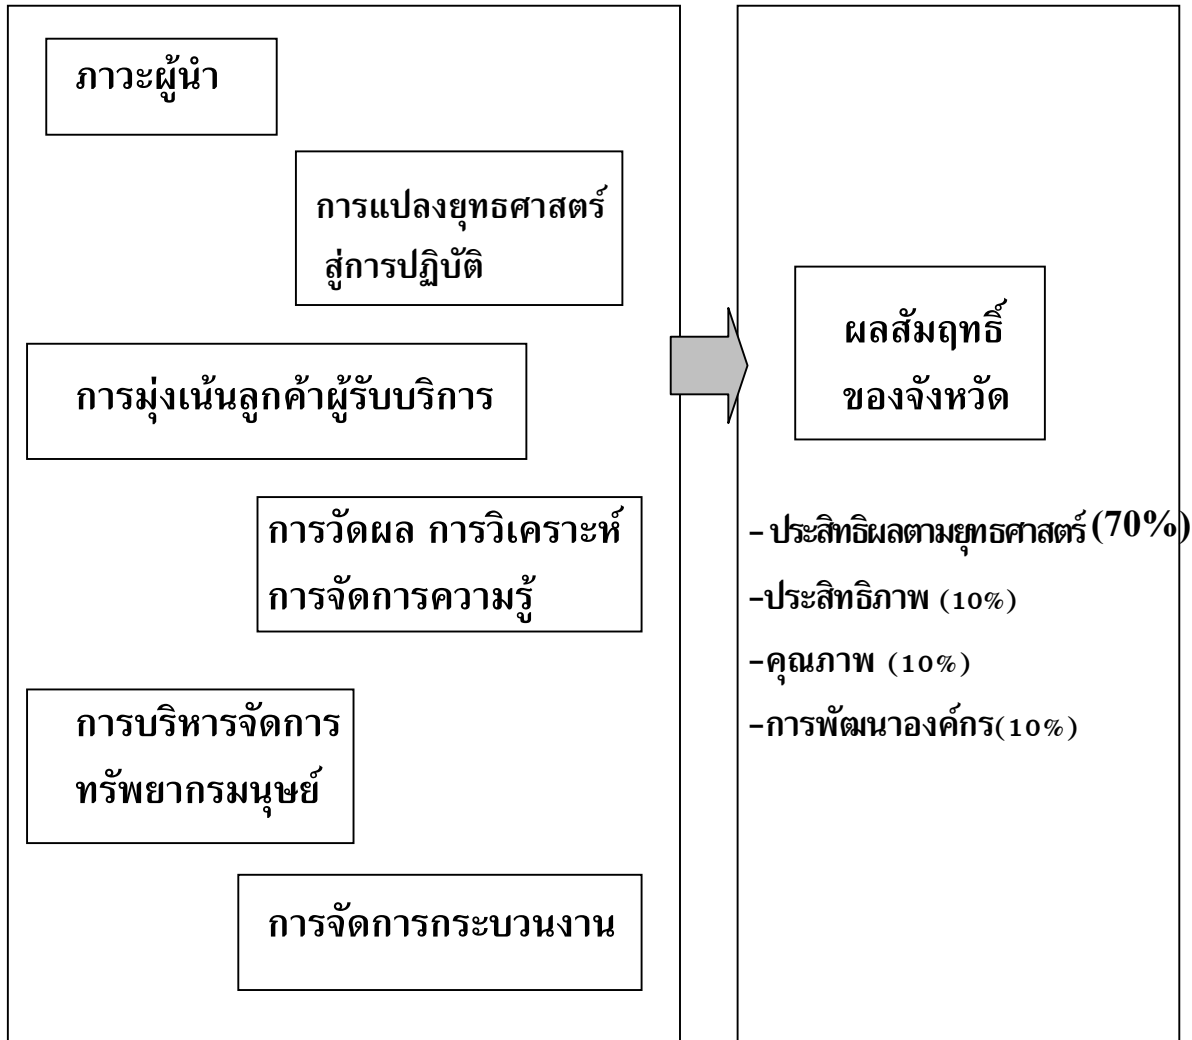 ภาวะผู้นำ
การแปลงยุทธศาสตร์
สู่การปฏิบัติ
การมุ่งเน้นลูกค้าผู้รับบริการ
การวัดผล การวิเคราะห์
การจัดการความรู้
การบริหารจัดการ
ทรัพยากรมนุษย์
การจัดการกระบวนงาน
ผลสัมฤทธิ์
ของจังหวัด
- ประสิทธิผลตามยุทธศาสตร์ (70%)
-ประสิทธิภาพ (10%)
-คุณภาพ (10%)
-การพัฒนาองค์กร(10%)